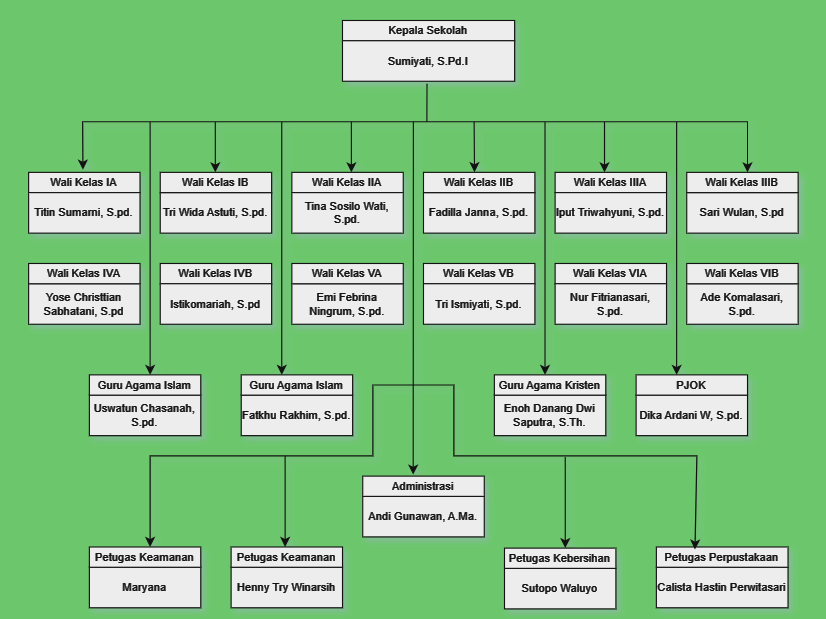 Kepala Sekolah
Sumiyati, S.Pd.I
Wali Kelas IA
Titin Sumarni, S.pd.
Wali Kelas IB
Tri Wida Astuti, S.pd.
Wali Kelas IIA
Tina Sosilo Wati,
S.pd.
Wali Kelas IIB
Fadilla Janna, S.pd.
Wali Kelas IIIA
Iput Triwahyuni, S.pd.
Wali Kelas IIIB
Sari Wulan, S.pd
Wali Kelas IVA
Yose Christtian
Sabhatani, S.pd
Wali Kelas IVB
Istikomariah, S.pd
Wali Kelas VA
Emi Febrina
Ningrum, S.pd.
Wali Kelas VB
Tri Ismiyati, S.pd.
Wali Kelas VIA
Nur Fitrianasari,
S.pd.
Wali Kelas VIB
Ade Komalasari,
S.pd.
Guru Agama Islam
Uswatun Chasanah,
S.pd.
Guru Agama Islam
Fatkhu Rakhim, S.pd.
Guru Agama Kristen
Enoh Danang Dwi
Saputra, S.Th.
PJOK
Dika Ardani W, S.pd.
Administrasi
Andi Gunawan, A.Ma.
Petugas Keamanan
Maryana
Petugas Keamanan
Henny Try Winarsih
Petugas Kebersihan
Sutopo Waluyo
Petugas Perpustakaan
Calista Hastin Perwitasari